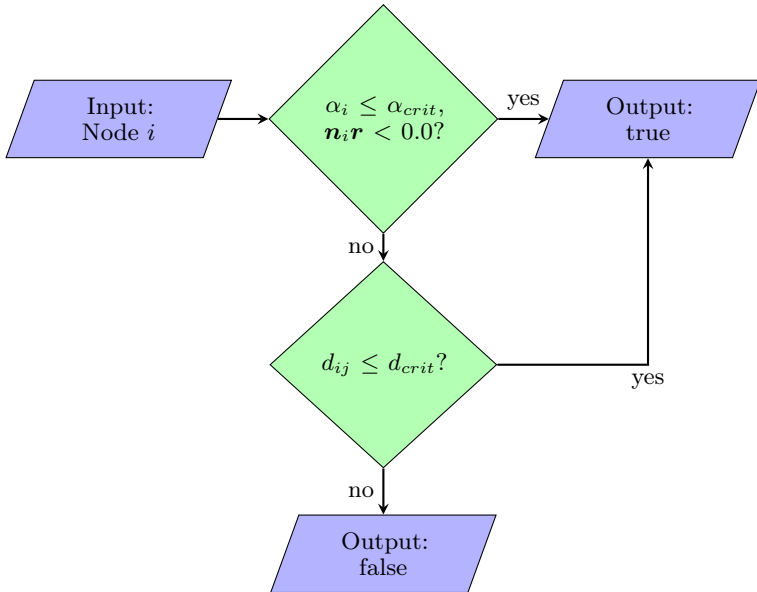 Input:
Node i
α_i ≤ α_crit,
n_i r < 0.0?
yes
Output:
true
no
d_ij ≤ d_crit?
yes
no
Output:
false